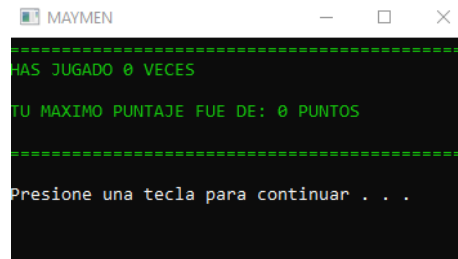 MAYMEN
============================================
HAS JUGADO 0 VECES
TU MAXIMO PUNTAJE FUE DE: 0 PUNTOS
============================================
Presione una tecla para continuar . . .